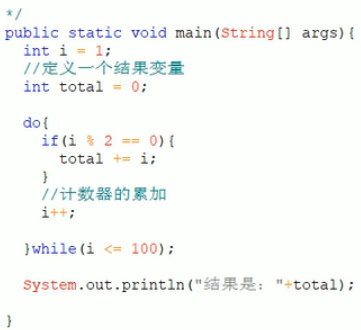 */
public static void main(String[] args){
int i = 1;
//定义一个结果变量
int total = 0;
do{
if(i % 2 == 0){
total += i;
}
//计数器的累加
i++;
}while(i <= 100);
System.out.println("结果是："+total);
}